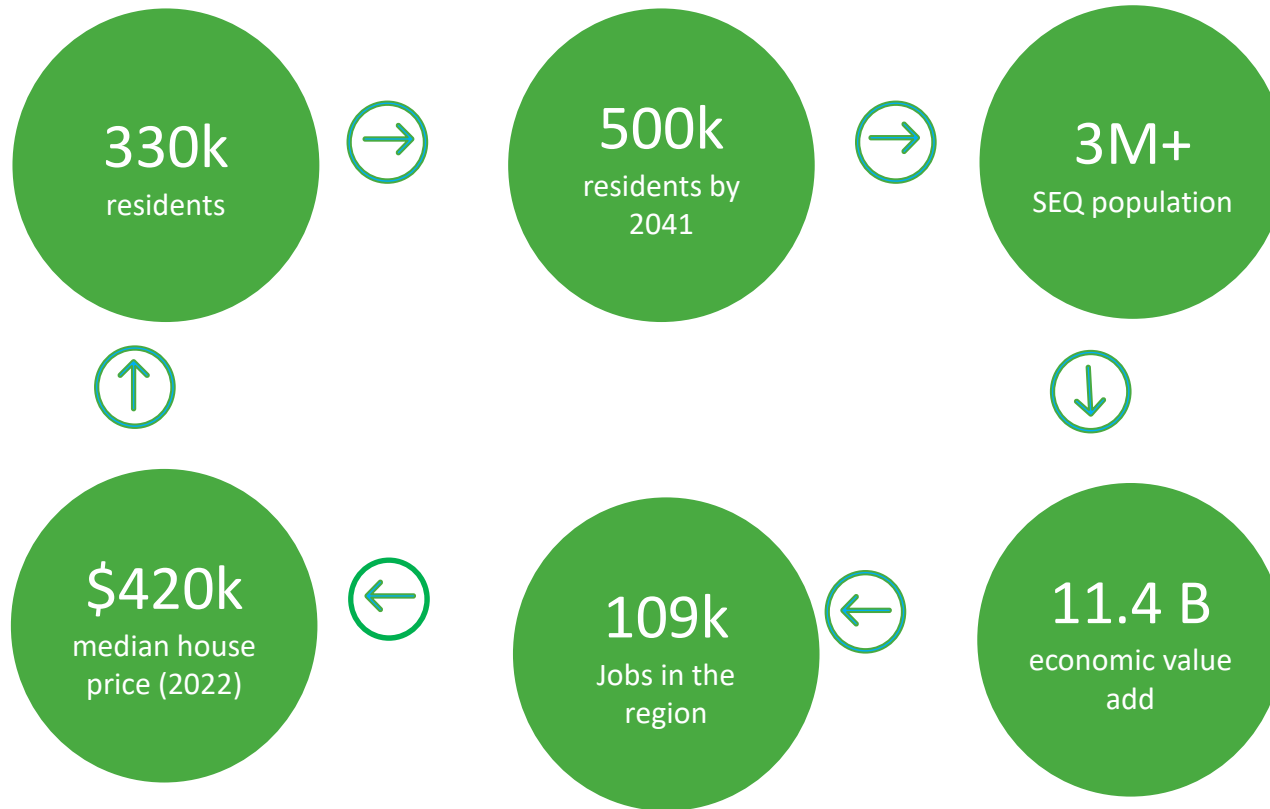 330k
residents
500k
residents by
2041
3M+
SEQ population
$420k
median house
price (2022)
109k
Jobs in the
region
11.4 B
economic value
add